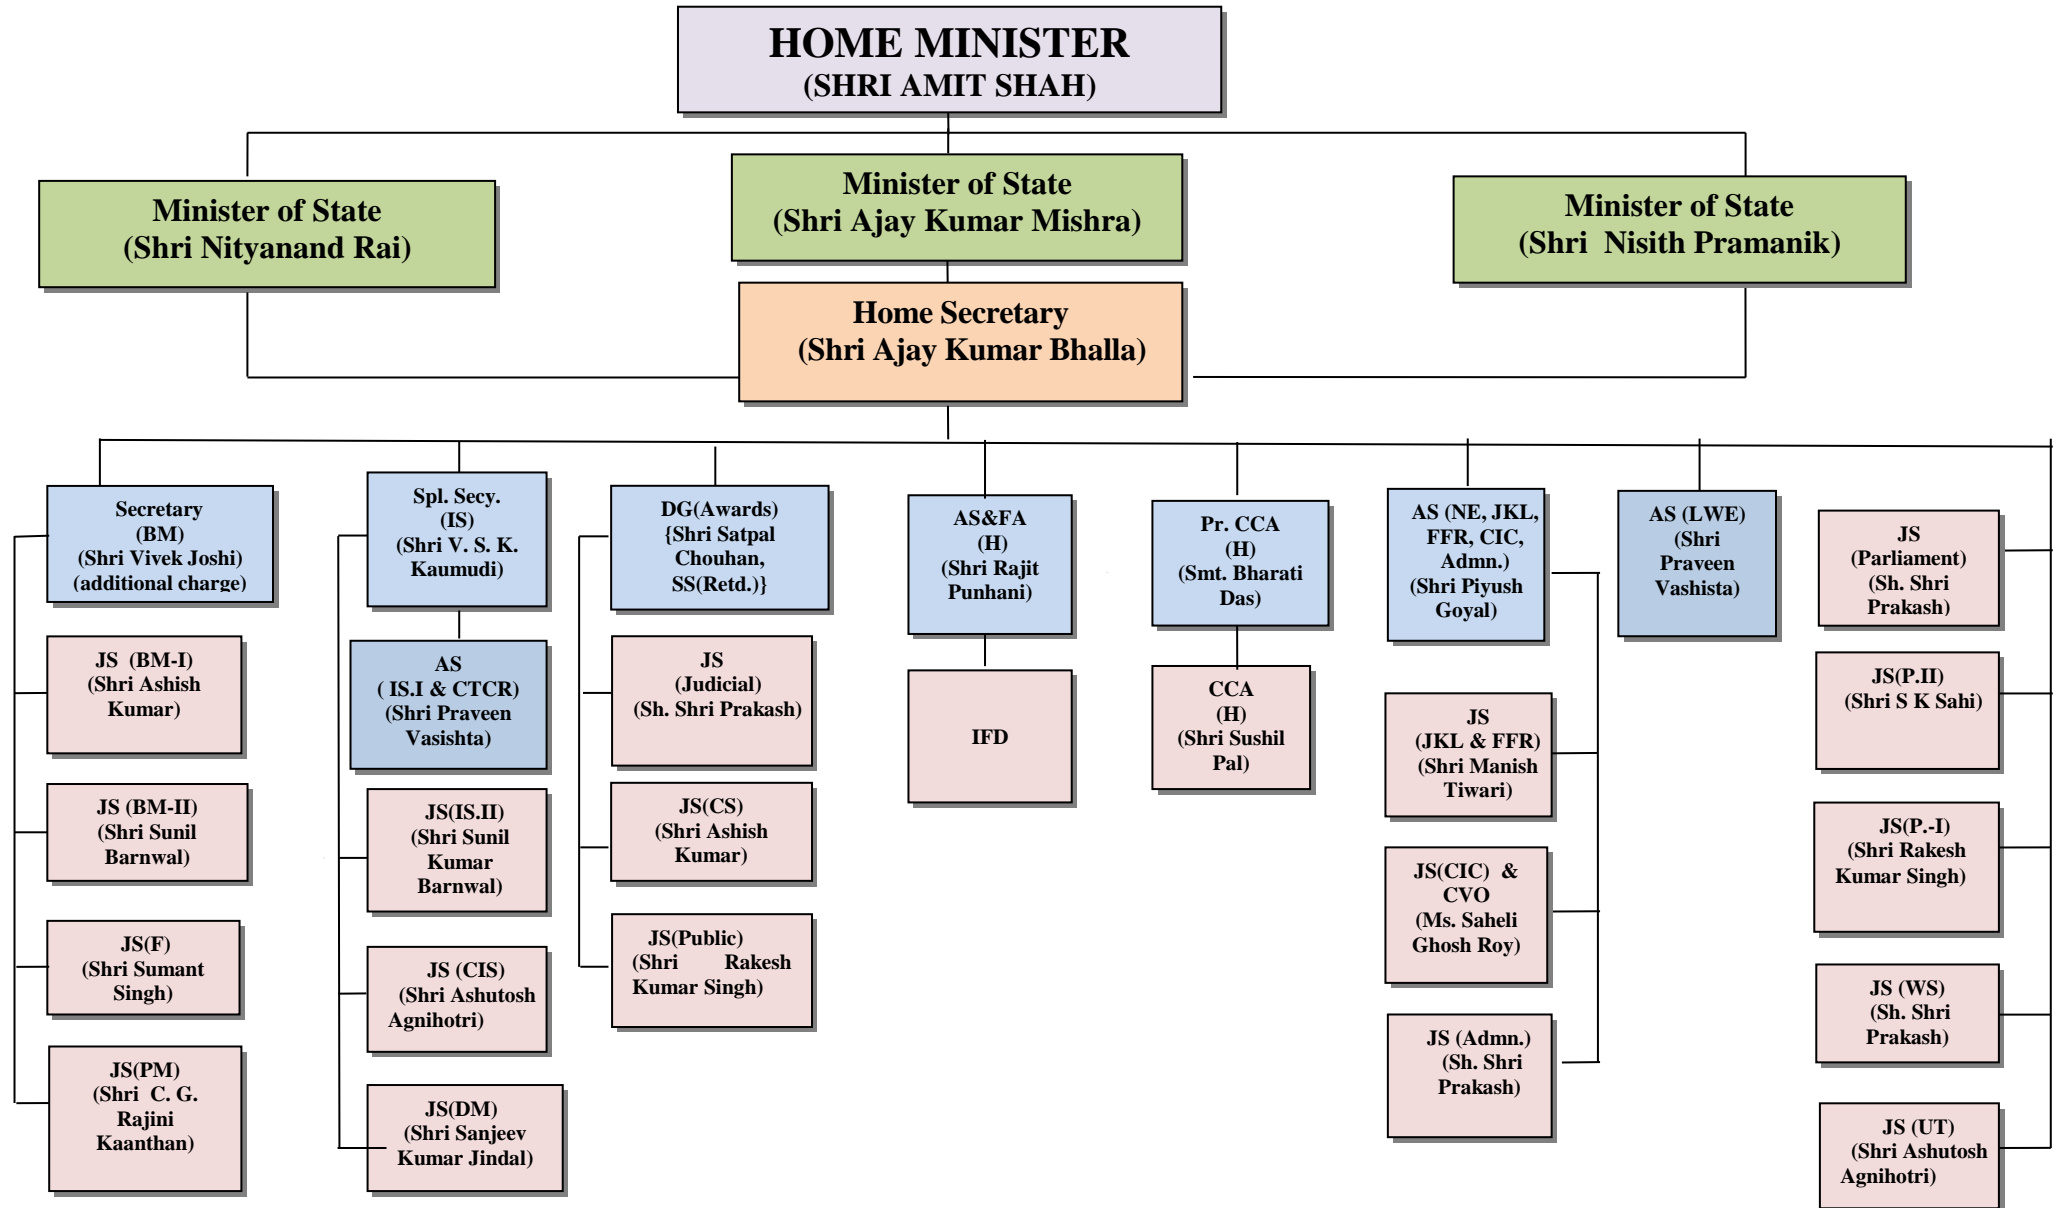 HOME MINISTER
(SHRI AMIT SHAH)
Minister of State
(Shri Nityanand Rai)
Minister of State
(Shri Ajay Kumar Mishra)
Minister of State
(Shri Nisith Pramanik)
Home Secretary
(Shri Ajay Kumar Bhalla)
Secretary
(BM)
(Shri Vivek Joshi)
(additional charge)
JS (BM-I)
(Shri Ashish
Kumar)
JS (BM-II)
(Shri Sunil
Barnwal)
JS(F)
(Shri Sumant
Singh)
JS(PM)
(Shri C. G.
Rajini
Kaanthan)
Spl. Secy.
(IS)
(Shri V. S. K.
Kaumudi)
AS
( IS.I & CTCR)
(Shri Praveen
Vasishta)
JS(IS.II)
(Shri Sunil
Kumar
Barnwal)
JS (CIS)
(Shri Ashutosh
Agnihotri)
JS(DM)
(Shri Sanjeev
Kumar Jindal)
DG(Awards)
{Shri Satpal
Chouhan,
SS(Retd.)}
JS
(Judicial)
(Sh. Shri Prakash)
JS(CS)
(Shri Ashish
Kumar)
JS(Public)
(Shri Rakesh
Kumar Singh)
AS&FA
(H)
(Shri Rajit
Punhani)
IFD
Pr. CCA
(H)
(Smt. Bharati
Das)
CCA
(H)
(Shri Sushil
Pal)
AS (NE, JKL,
FFR, CIC,
Admn.)
(Shri Piyush
Goyal)
JS
(JKL & FFR)
(Shri Manish
Tiwari)
JS(CIC) &
CVO
(Ms. Saheli
Ghosh Roy)
JS (Admn.)
(Sh. Shri
Prakash)
AS (LWE)
(Shri
Praveen
Vashista)
JS
(Parliament)
(Sh. Shri
Prakash)
JS(P.II)
(Shri S K Sahi)
JS(P.-I)
(Shri Rakesh
Kumar Singh)
JS (WS)
(Sh. Shri
Prakash)
JS (UT)
(Shri Ashutosh
Agnihotri)